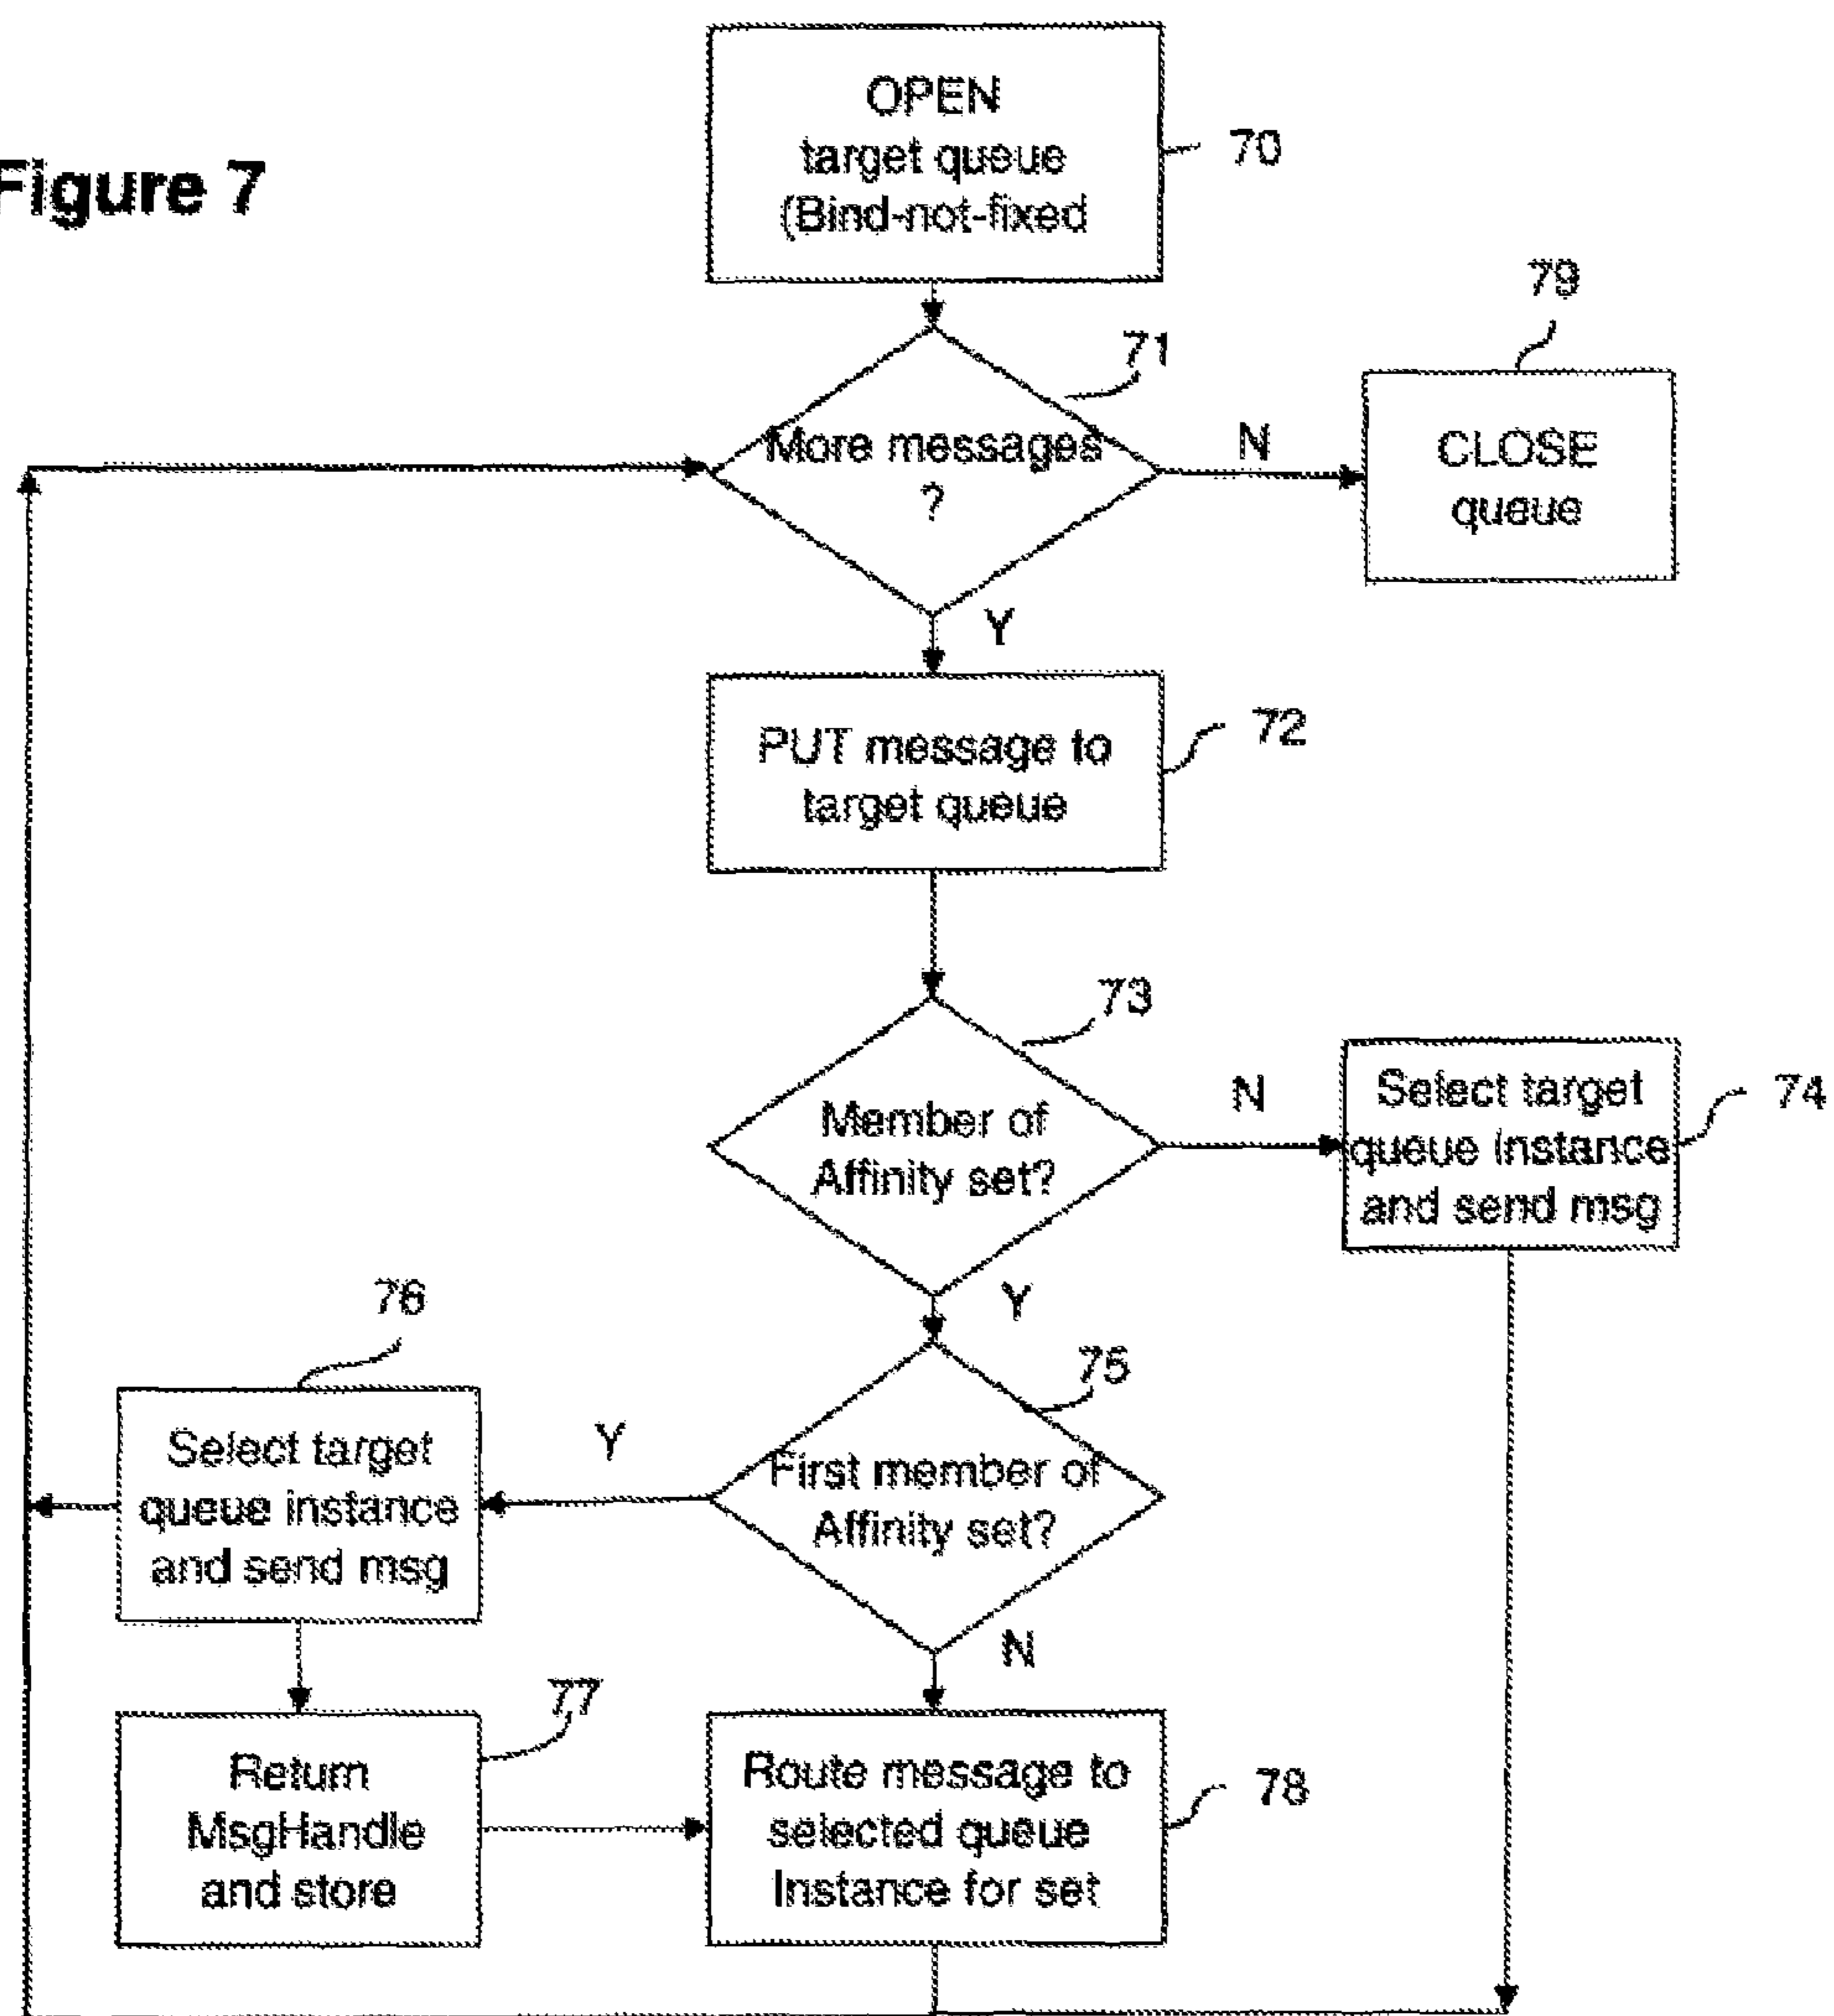 Figure 7
OPEN
target queue
(Bind-not-fixed
70
71
79
More messages
?
N
CLOSE
queue
Y
PUT message to
target queue
72
73
Member of
Affinity set?
N
Select target
queue instance
and send msg
74
Y
76
75
Select target
queue instance
and send msg
Y
First member of
Affinity set?
N
77
Return
MsgHandle
and store
Route message to
selected queue
Instance for set
78